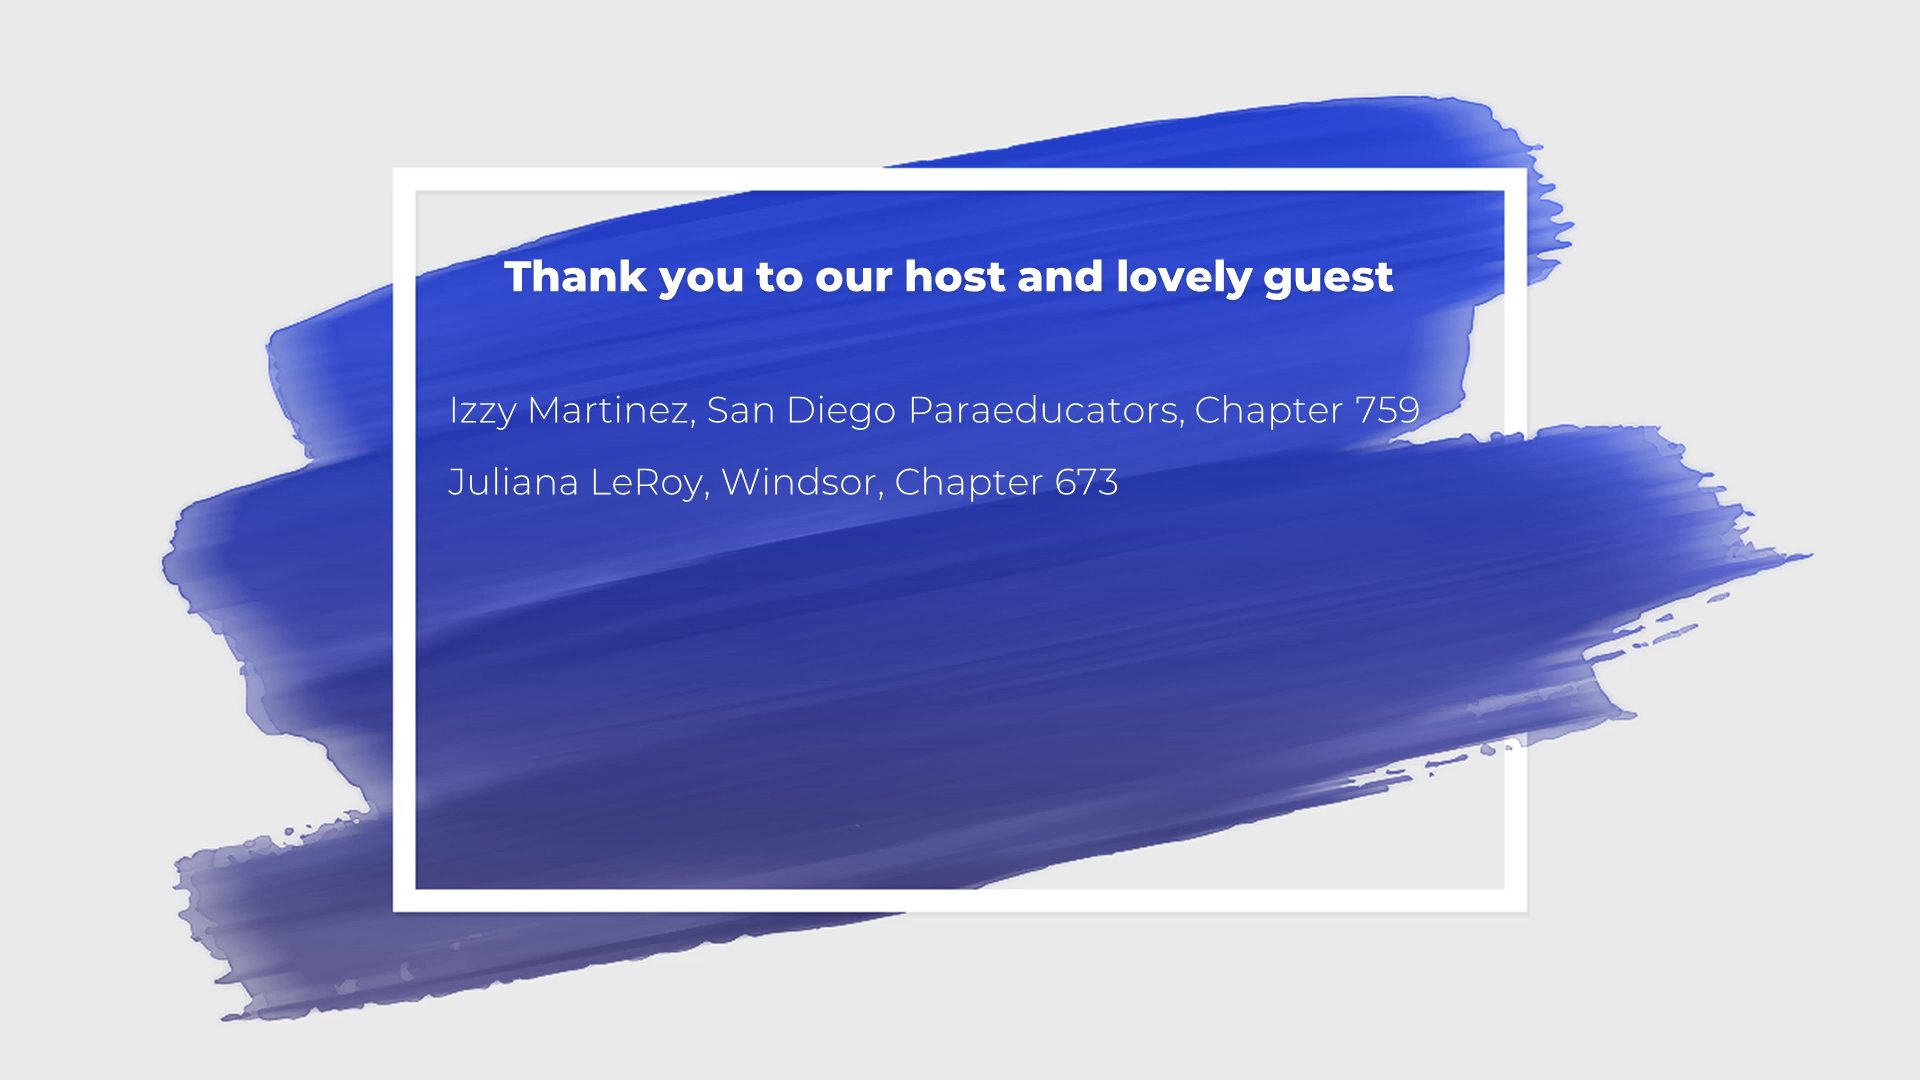 Thank you to our host and lovely guest
Izzy Martinez, San Diego Paraeducators, Chapter 759
Juliana LeRoy, Windsor, Chapter 673